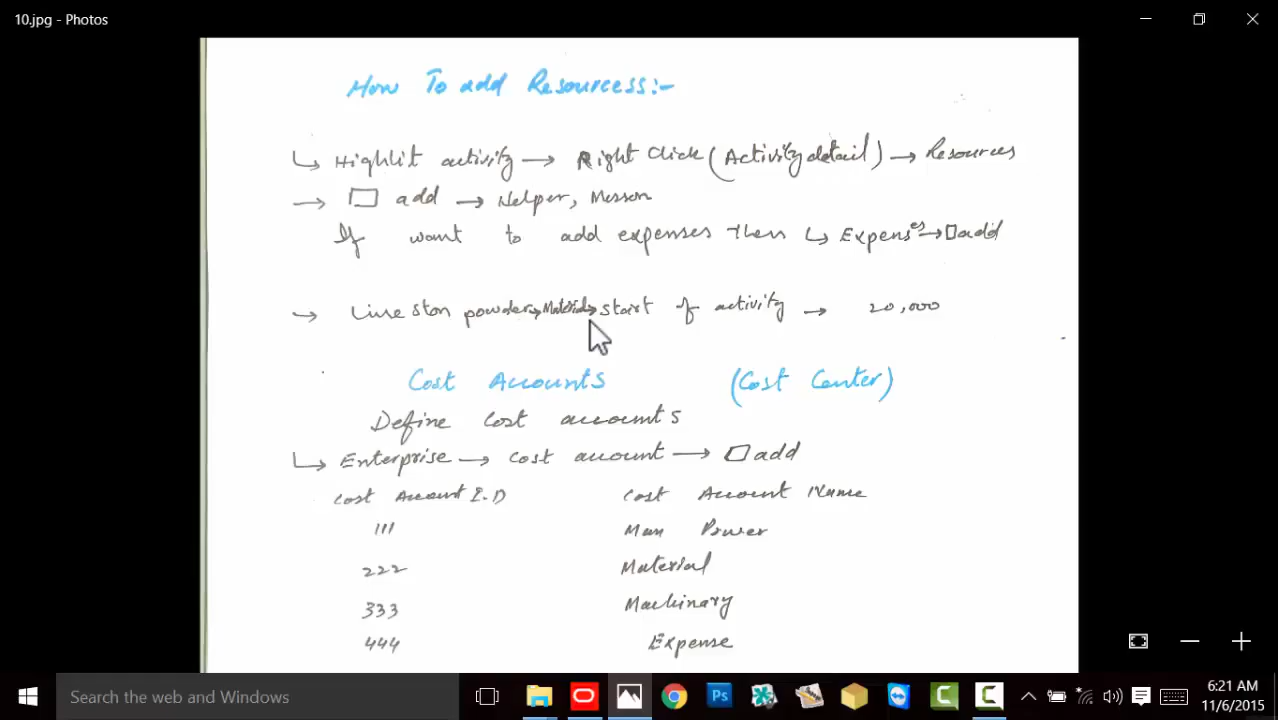 10.jpg - Photos
How To add Resourcess:-
↳ Highlit activity → Right Click (Activity detail) → Resources
→ □ add → Helper, Messon
If want to add expenses then ↳ Expenses → □ add
→ Lime ston powder → Material → start of activity → 20,000
Cost Accounts (Cost Center)
Define Cost accounts
↳ Enterprise → Cost account → □ add
Cost Account I.D Cost Account Name
111 Man Power
222 Material
333 Machinary
444 Expense
Search the web and Windows
Ps
6:21 AM
11/6/2015